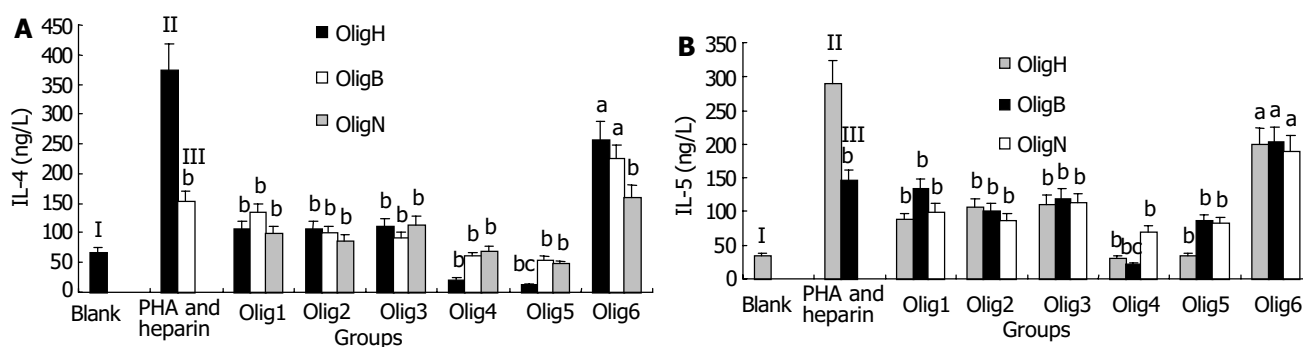 A
450
400
350
300
250
200
150
100
50
0
IL-4 (ng/L)
OligH
OligB
OligN
I
II
III
b
b b b
b b b
b b b
b b b
bc b b
a a b
Blank
PHA and
heparin
Olig1 Olig2 Olig3 Olig4 Olig5 Olig6
Groups
B
350
300
250
200
150
100
50
0
IL-5 (ng/L)
OligH
OligB
OligN
I
II
III
b
b b b
b b b
b b b
b bc b
b b b
a a a
Blank
PHA and
heparin
Olig1 Olig2 Olig3 Olig4 Olig5 Olig6
Groups